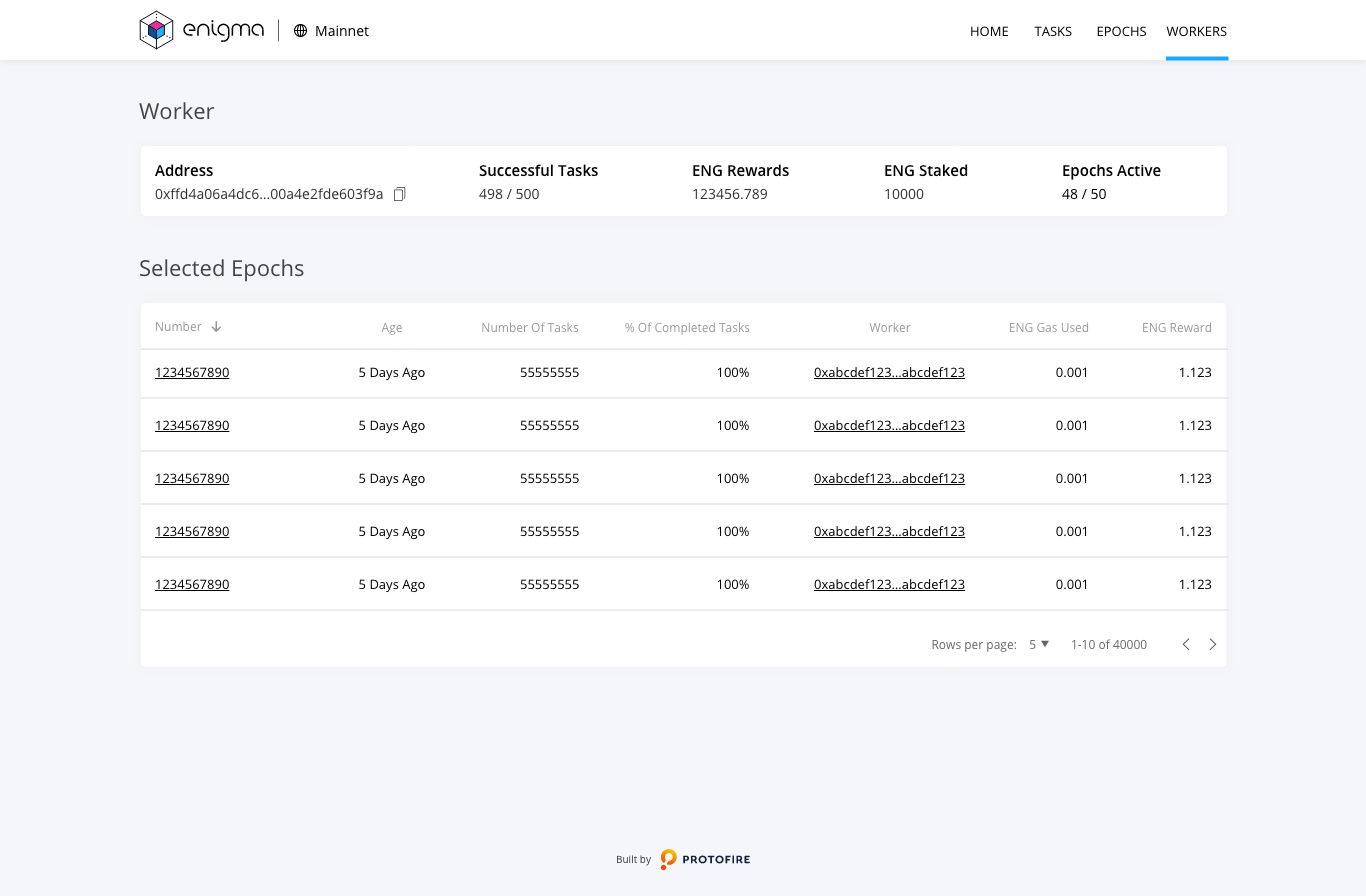 enigma Mainnet HOME TASKS EPOCHS WORKERS
Worker
Address Successful Tasks ENG Rewards ENG Staked Epochs Active
0xffd4a06a4dc6...00a4e2fde603f9a 498 / 500 123456.789 10000 48 / 50
Selected Epochs
Number Age Number Of Tasks % Of Completed Tasks Worker ENG Gas Used ENG Reward
1234567890 5 Days Ago 55555555 100% 0xabcdef123...abcdef123 0.001 1.123
1234567890 5 Days Ago 55555555 100% 0xabcdef123...abcdef123 0.001 1.123
1234567890 5 Days Ago 55555555 100% 0xabcdef123...abcdef123 0.001 1.123
1234567890 5 Days Ago 55555555 100% 0xabcdef123...abcdef123 0.001 1.123
1234567890 5 Days Ago 55555555 100% 0xabcdef123...abcdef123 0.001 1.123
Rows per page: 5 1-10 of 40000
Built by PROTOFIRE